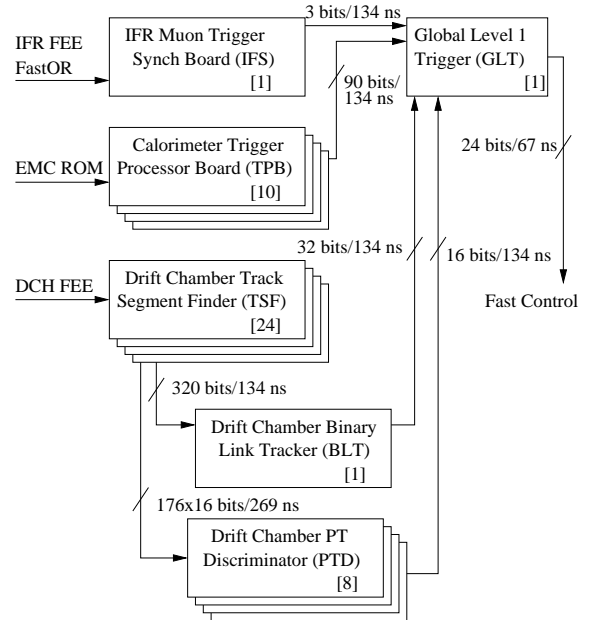 3 bits/134 ns
IFR FEE
FastOR
IFR Muon Trigger
Synch Board (IFS)
[1]
Global Level 1
Trigger (GLT)
[1]
90 bits/
134 ns
Calorimeter Trigger
Processor Board (TPB)
[10]
EMC ROM
24 bits/67 ns
32 bits/134 ns
16 bits/134 ns
DCH FEE
Drift Chamber Track
Segment Finder (TSF)
[24]
Fast Control
320 bits/134 ns
Drift Chamber Binary
Link Tracker (BLT)
[1]
176x16 bits/269 ns
Drift Chamber PT
Discriminator (PTD)
[8]